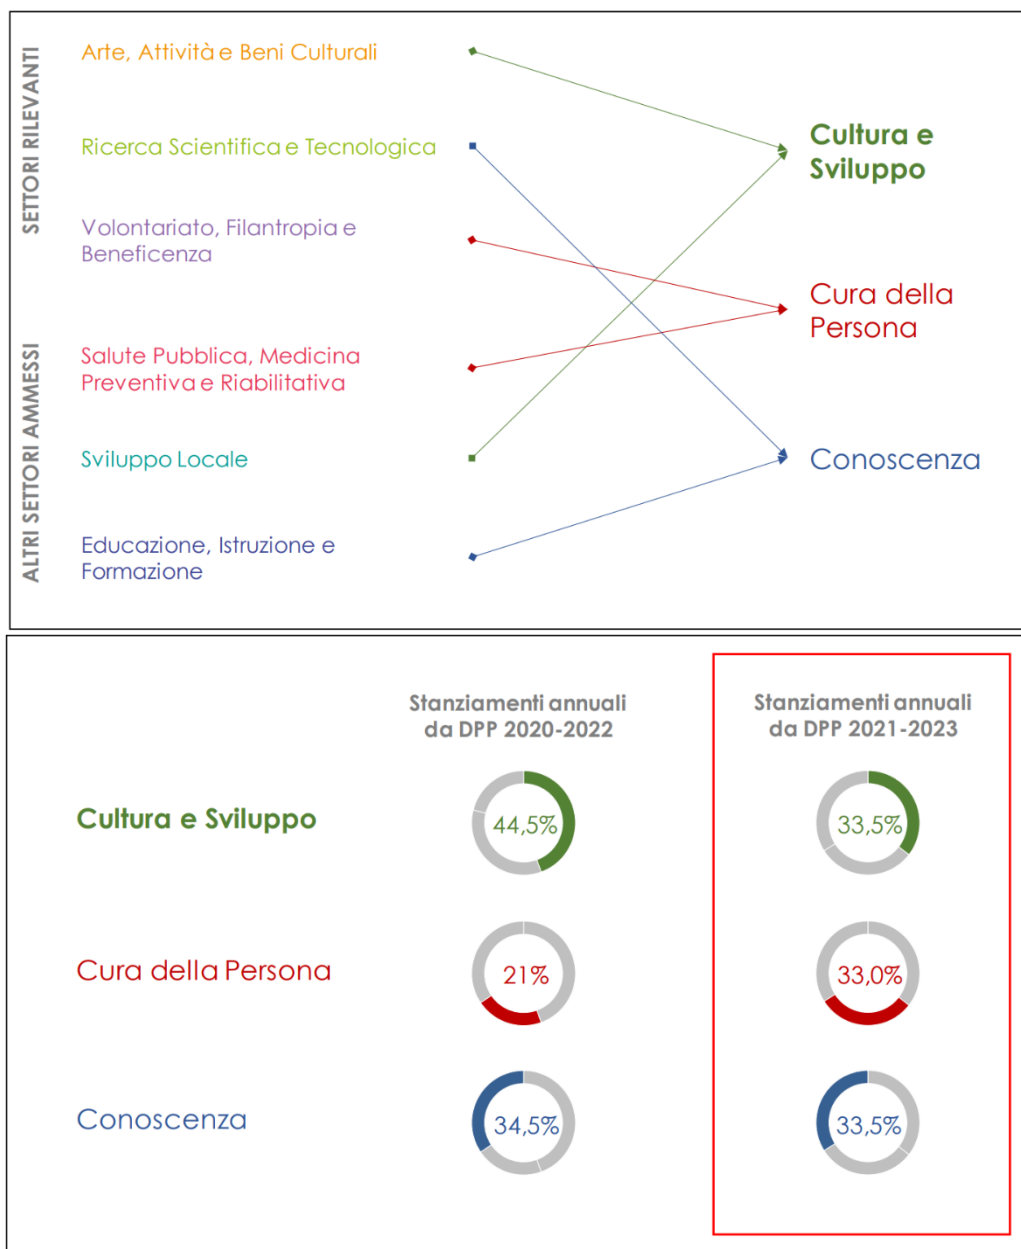 SETTORI RILEVANTI
Arte, Attività e Beni Culturali
Ricerca Scientifica e Tecnologica
Volontariato, Filantropia e
Beneficenza
ALTRI SETTORI AMMESSI
Salute Pubblica, Medicina
Preventiva e Riabilitativa
Sviluppo Locale
Educazione, Istruzione e
Formazione
Cultura e
Sviluppo
Cura della
Persona
Conoscenza
Stanziamenti annuali
da DPP 2020-2022
Stanziamenti annuali
da DPP 2021-2023
Cultura e Sviluppo
44,5%
33,5%
Cura della Persona
21%
33,0%
Conoscenza
34,5%
33,5%